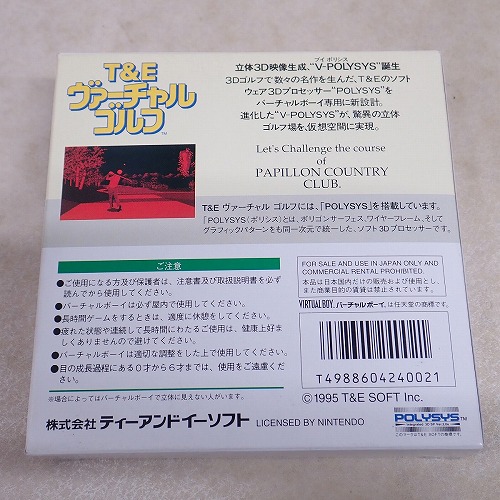 T&E
ヴァーチャル
ゴルフ™
ブイ ポリシス
立体3D映像生成、“V-POLYSYS”誕生
3Dゴルフで数々の名作を生んだ、T&Eのソフト
ウェア3Dプロセッサー“POLYSYS”を
バーチャルボーイ専用に新設計。
進化した“V-POLYSYS”が、驚異の立体
ゴルフ場を、仮想空間に実現。
Let's Challenge the course
of
PAPILLON COUNTRY
CLUB.
T&E ヴァーチャル ゴルフには、「POLYSYS」を搭載しています。
「POLYSYS(ポリシス)とは、ポリゴンサーフェス、ワイヤーフレーム、そして
グラフィックパターンをも同一次元で統一した、ソフト3Dプロセッサーです。
ご注意
●ご使用になる方及び保護者は、注意書及び取扱説明書を必ず
読んでから使用してください。
●バーチャルボーイは必ず屋内で使用してください。
●長時間ゲームをするときは、適度に休憩をしてください。
●疲れた状態や連続して長時間にわたるご使用は、健康上好ま
しくありませんので避けてください。
●バーチャルボーイは適切な調整をした上で使用してください。
●目の成長過程にある0才から6才までは、使用をご遠慮くだ
さい。
※場合によってはバーチャルボーイで立体に見えない人がいます。
FOR SALE AND USE IN JAPAN ONLY AND
COMMERCIAL RENTAL PROHIBITED.
本品は日本国内だけの販売および使用とし、
また商業目的の賃貸は禁止されています。
VIRTUAL BOY、バーチャルボーイ、は任天堂の商標です。
T4988604240021
©1995 T&E SOFT Inc.
株式会社 ティーアンドイーソフト
LICENSED BY NINTENDO
POLYSYS™
このマークはT&E SOFTの商標です。